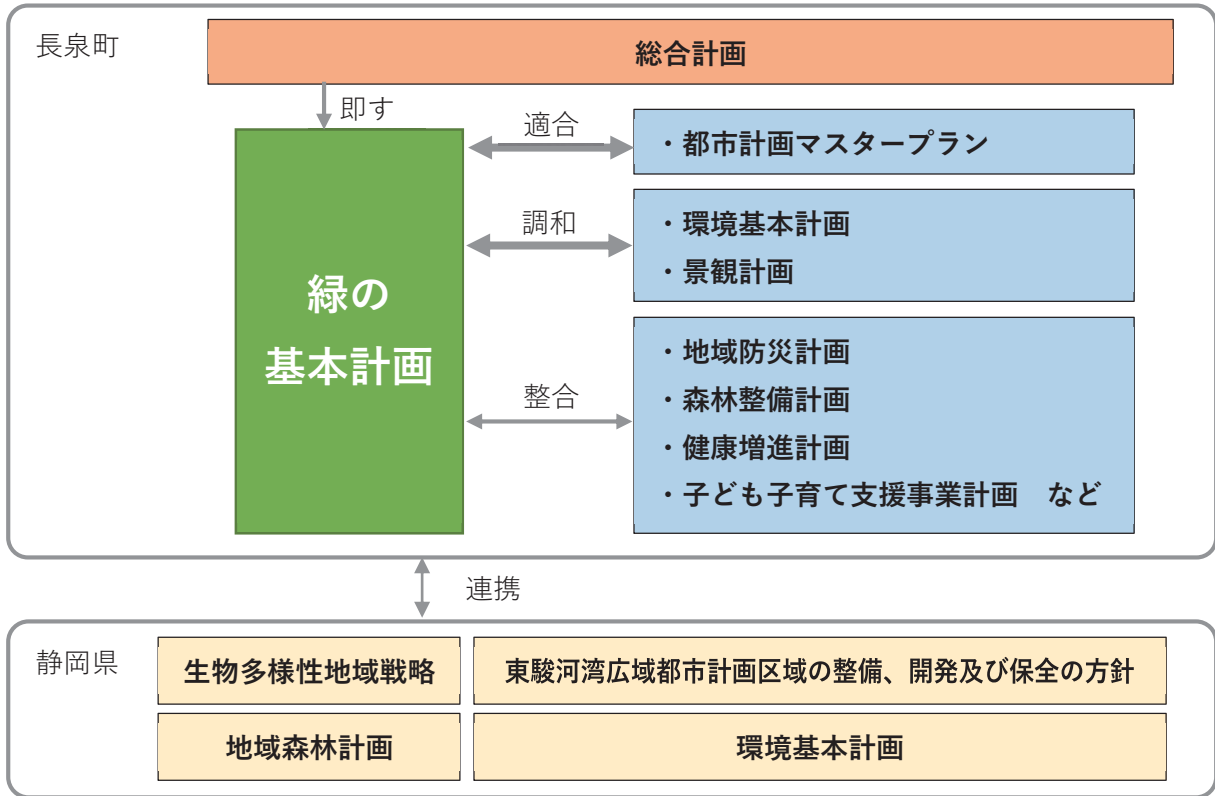 長泉町
総合計画
即す
緑の
基本計画
適合
・都市計画マスタープラン
調和
・環境基本計画
・景観計画
整合
・地域防災計画
・森林整備計画
・健康増進計画
・子ども子育て支援事業計画　など
連携
静岡県
生物多様性地域戦略
東駿河湾広域都市計画区域の整備、開発及び保全の方針
地域森林計画
環境基本計画